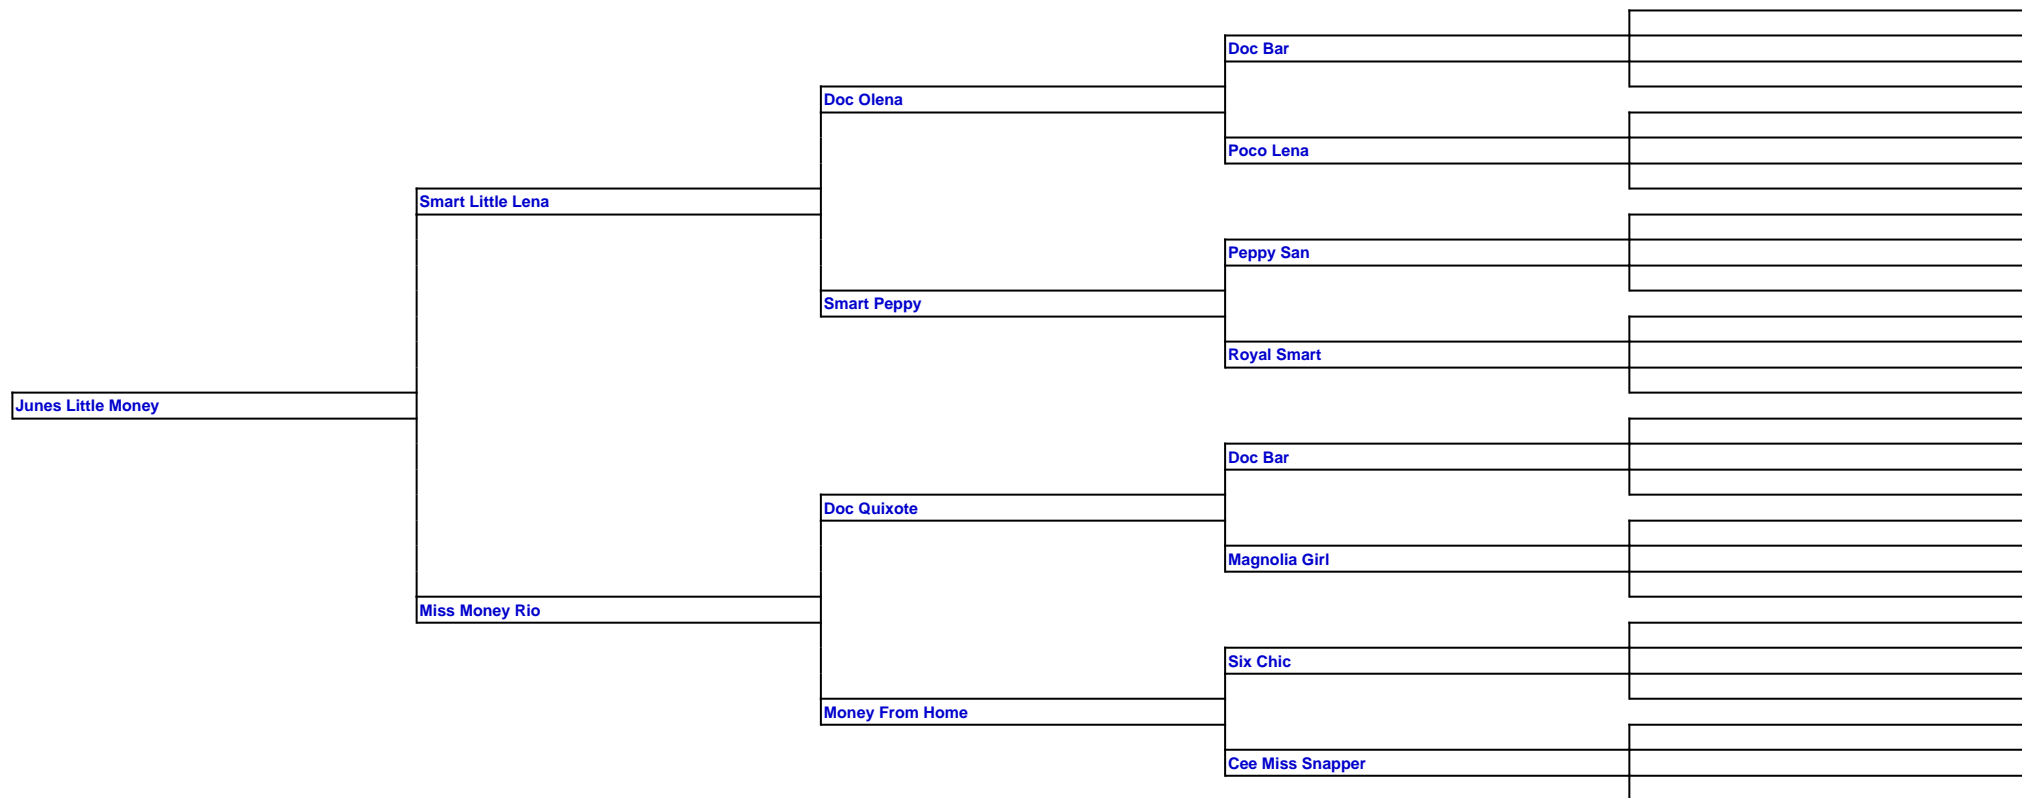 Doc Bar
Doc Olena
Poco Lena
Smart Little Lena
Peppy San
Smart Peppy
Royal Smart
Junes Little Money
Doc Bar
Doc Quixote
Magnolia Girl
Miss Money Rio
Six Chic
Money From Home
Cee Miss Snapper